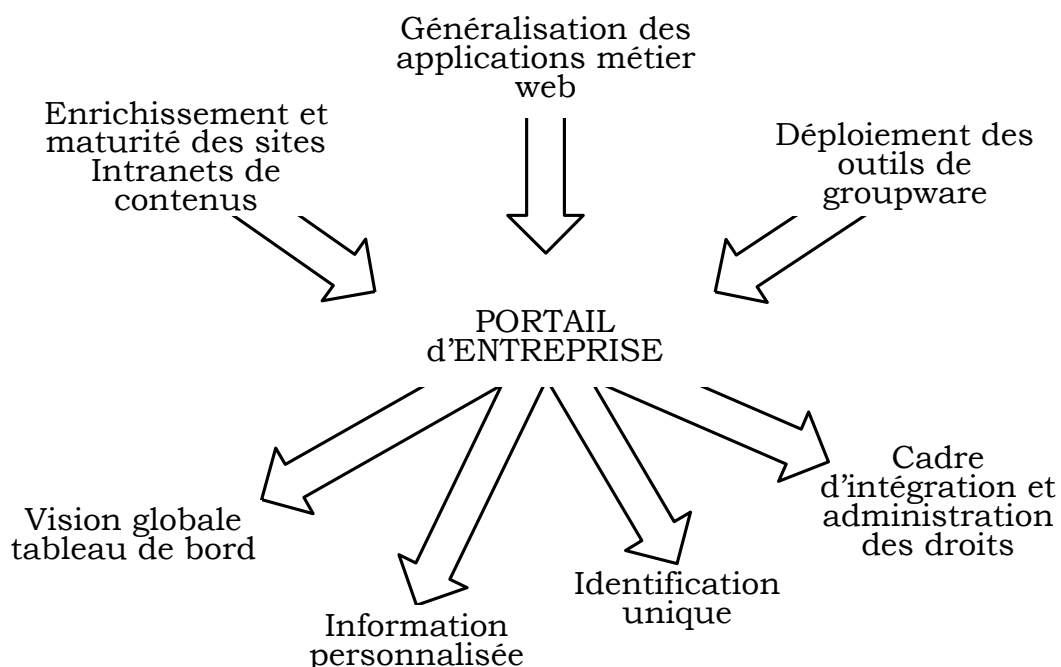 Généralisation des
applications métier
web
Enrichissement et
maturité des sites
Intranets de
contenus
Déploiement des
outils de
groupware
PORTAIL
d'ENTREPRISE
Vision globale
tableau de bord
Information
personnalisée
Identification
unique
Cadre
d'intégration et
administration
des droits